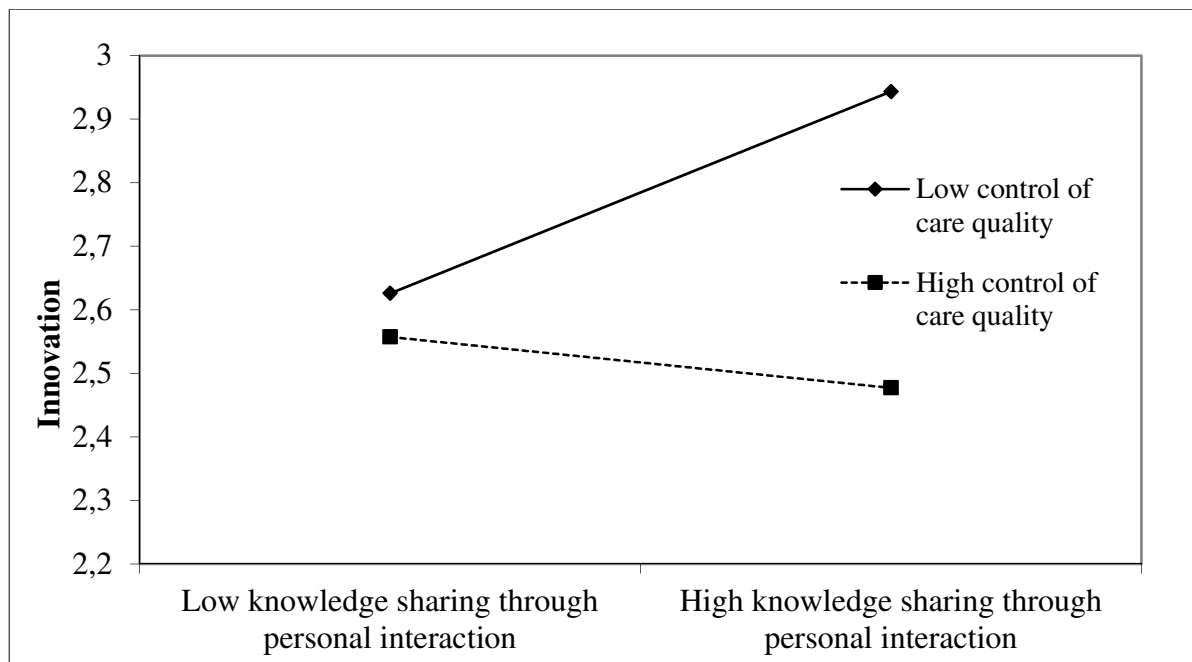 3
2,9
2,8
2,7
2,6
2,5
2,4
2,3
2,2
Innovation
Low control of
care quality
High control of
care quality
Low knowledge sharing through
personal interaction
High knowledge sharing through
personal interaction